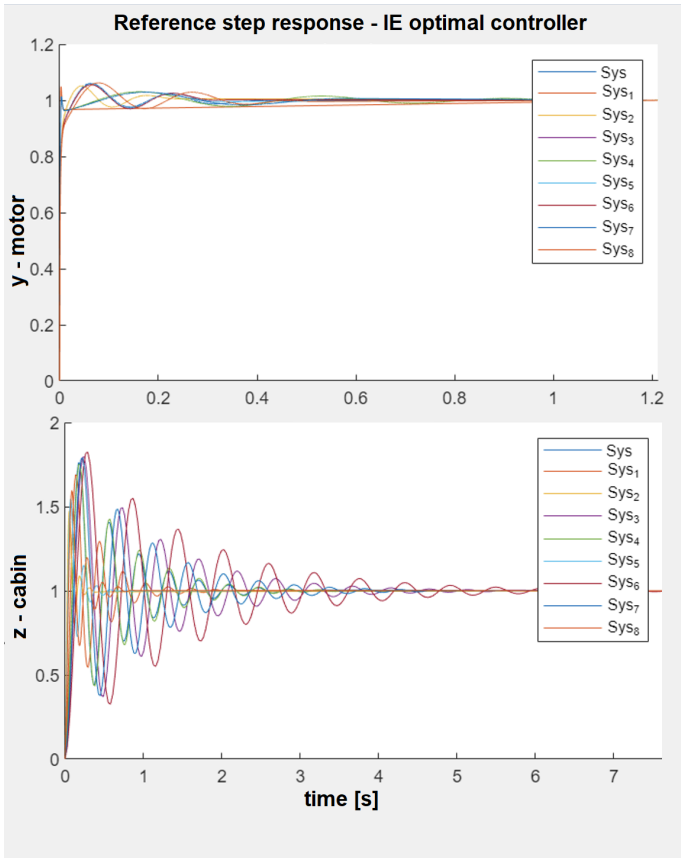 Reference step response - IE optimal controller
1.2
1
0.8
0.6
0.4
0.2
0
y - motor
Sys
Sys₁
Sys₂
Sys₃
Sys₄
Sys₅
Sys₆
Sys₇
Sys₈
0 0.2 0.4 0.6 0.8 1 1.2
2
1.5
1
0.5
0
z - cabin
Sys
Sys₁
Sys₂
Sys₃
Sys₄
Sys₅
Sys₆
Sys₇
Sys₈
0 1 2 3 4 5 6 7
time [s]